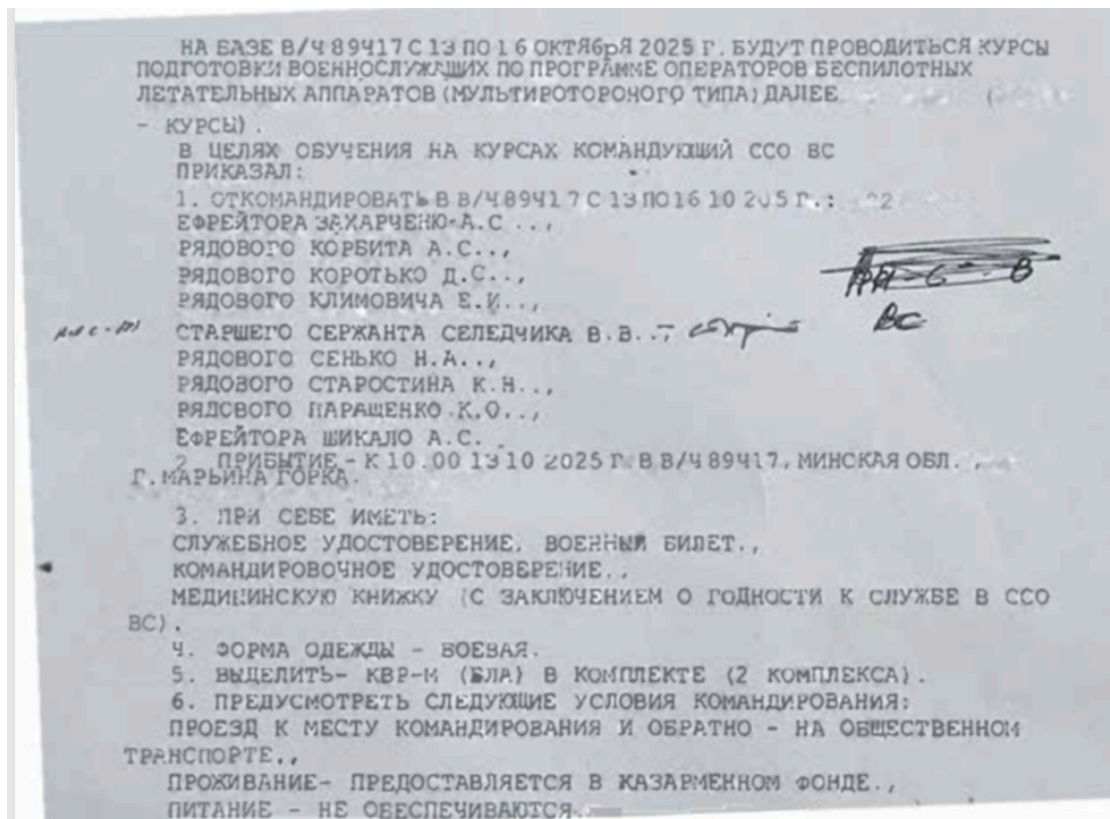 НА БАЗЕ В/Ч 89417 С 13 ПО 16 ОКТЯбрЯ 2025 Г. БУДУТ ПРОВОДИТЬСЯ КУРСЫ
ПОДГОТОВКИ ВОЕННОСЛУЖАЩИХ ПО ПРОГРАММЕ ОПЕРАТОРОВ БЕСПИЛОТНЫХ
ЛЕТАТЕЛЬНЫХ АППАРАТОВ (МУЛЬТИРОТОРОНОГО ТИПА) ДАЛЕЕ
- КУРСЫ).
В ЦЕЛЯХ ОБУЧЕНИЯ НА КУРСАХ КОМАНДУЮЩИЙ ССО ВС
ПРИКАЗАЛ:
1. ОТКОМАНДИРОВАТЬ В В/Ч 89417 С 13 ПО 16 10 205 Г.:
ЕФРЕЙТОРА ЗАХАРЧЕНЮ А.С..,
РЯДОВОГО КОРБИТА А.С..,
РЯДОВОГО КОРОТЬКО Д.С..,
РЯДОВОГО КЛИМОВИЧА Е.И..,
ВС
СТАРШЕГО СЕРЖАНТА СЕЛЕДЧИКА В.В..,
РЯДОВОГО СЕНЬКО Н.А..,
РЯДОВОГО СТАРОСТИНА К.Н..,
РЯДОВОГО ПАРАЩЕНКО К.О..,
ЕФРЕЙТОРА ШИКАЛО А.С.
2. ПРИБЫТИЕ - К 10.00 13 10 2025 Г. В В/Ч 89417, МИНСКАЯ ОБЛ.,
Г. МАРЬИНА ГОРКА.
3. ПРИ СЕБЕ ИМЕТЬ:
СЛУЖЕБНОЕ УДОСТОВЕРЕНИЕ, ВОЕННЫЙ БИЛЕТ.,
КОМАНДИРОВОЧНОЕ УДОСТОВЕРЕНИЕ.,
МЕДИЦИНСКУЮ КНИЖКУ (С ЗАКЛЮЧЕНИЕМ О ГОДНОСТИ К СЛУЖБЕ В ССО
ВС).
4. ФОРМА ОДЕЖДЫ - БОЕВАЯ.
5. ВЫДЕЛИТЬ- КВР-М (БЛА) В КОМПЛЕКТЕ (2 КОМПЛЕКСА).
6. ПРЕДУСМОТРЕТЬ СЛЕДУЮЩИЕ УСЛОВИЯ КОМАНДИРОВАНИЯ:
ПРОЕЗД К МЕСТУ КОМАНДИРОВАНИЯ И ОБРАТНО - НА ОБЩЕСТВЕННОМ
ТРАНСПОРТЕ.,
ПРОЖИВАНИЕ- ПРЕДОСТАВЛЯЕТСЯ В КАЗАРМЕННОМ ФОНДЕ.,
ПИТАНИЕ - НЕ ОБЕСПЕЧИВАЮТСЯ.